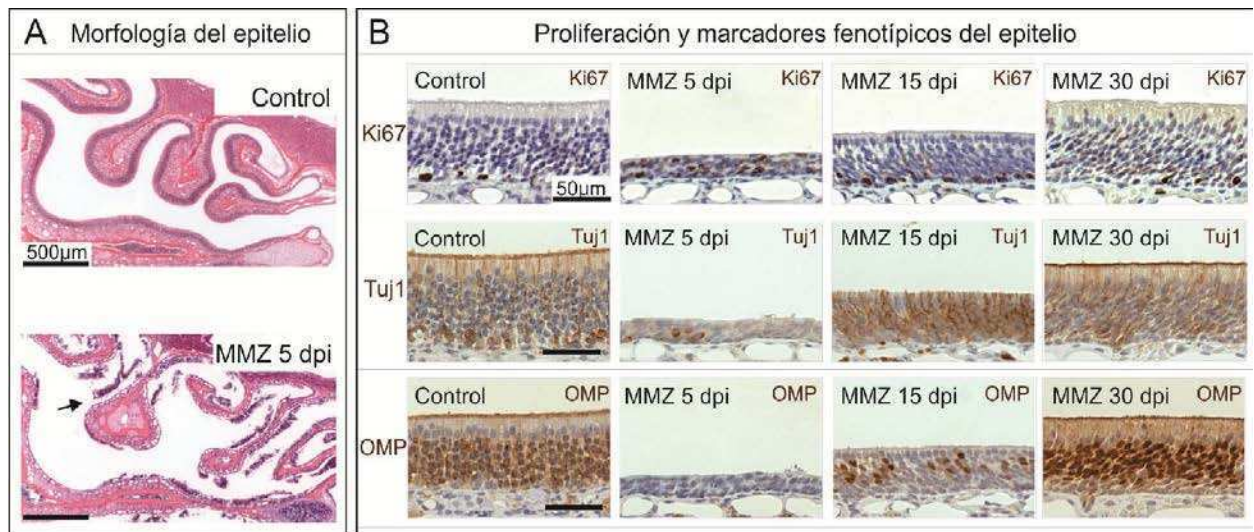 A Morfología del epitelio
Control
500µm
MMZ 5 dpi
B Proliferación y marcadores fenotípicos del epitelio
Ki67
Control Ki67
50µm
MMZ 5 dpi Ki67
MMZ 15 dpi Ki67
MMZ 30 dpi Ki67
Tuj1
Control Tuj1
MMZ 5 dpi Tuj1
MMZ 15 dpi Tuj1
MMZ 30 dpi Tuj1
OMP
Control OMP
MMZ 5 dpi OMP
MMZ 15 dpi OMP
MMZ 30 dpi OMP